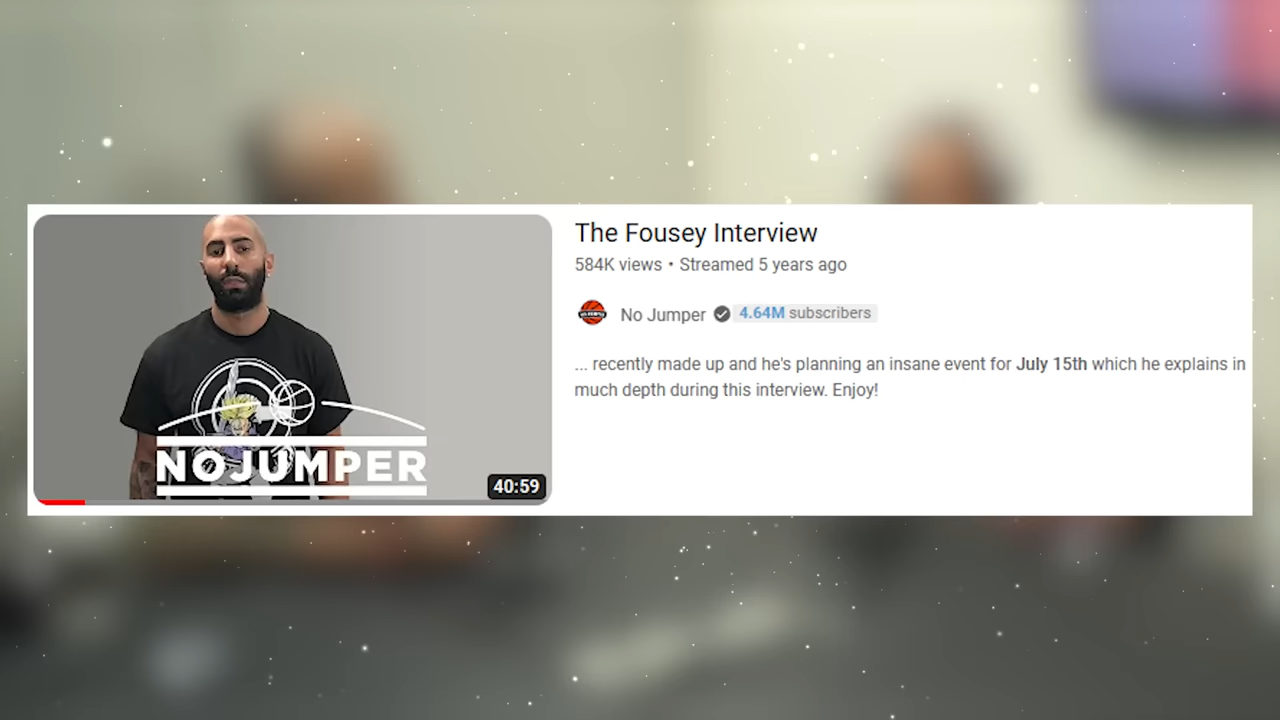 The Fousey Interview
584K views • Streamed 5 years ago
No Jumper 4.64M subscribers
... recently made up and he's planning an insane event for July 15th which he explains in
much depth during this interview. Enjoy!
NOJUMPER
40:59